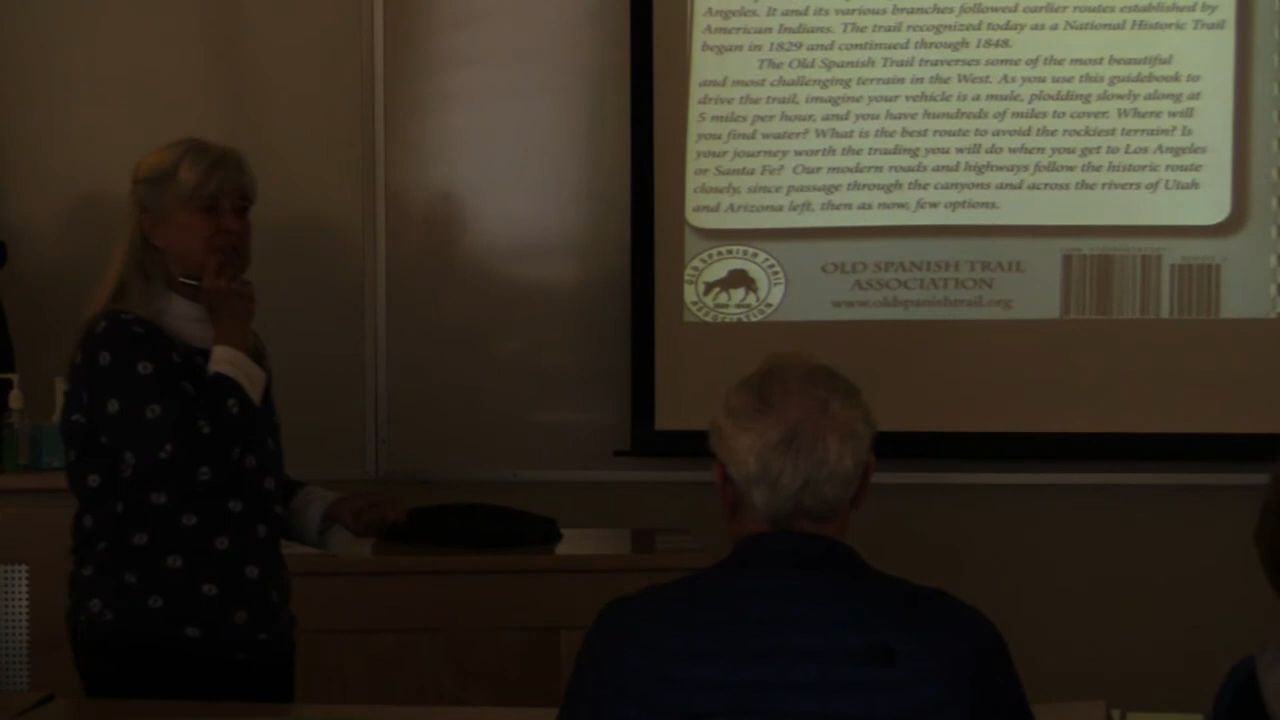 Angeles. It and its various branches followed earlier routes established by
American Indians. The trail recognized today as a National Historic Trail
began in 1829 and continued through 1848.
The Old Spanish Trail traverses some of the most beautiful
and most challenging terrain in the West. As you use this guidebook to
drive the trail, imagine your vehicle is a mule, plodding slowly along at
5 miles per hour, and you have hundreds of miles to cover. Where will
you find water? What is the best route to avoid the rockiest terrain? Is
your journey worth the trading you will do when you get to Los Angeles
or Santa Fe? Our modern roads and highways follow the historic route
closely, since passage through the canyons and across the rivers of Utah
and Arizona left, then as now, few options.
OLD SPANISH TRAIL
ASSOCIATION
OLD SPANISH TRAIL
ASSOCIATION
www.oldspanishtrail.org